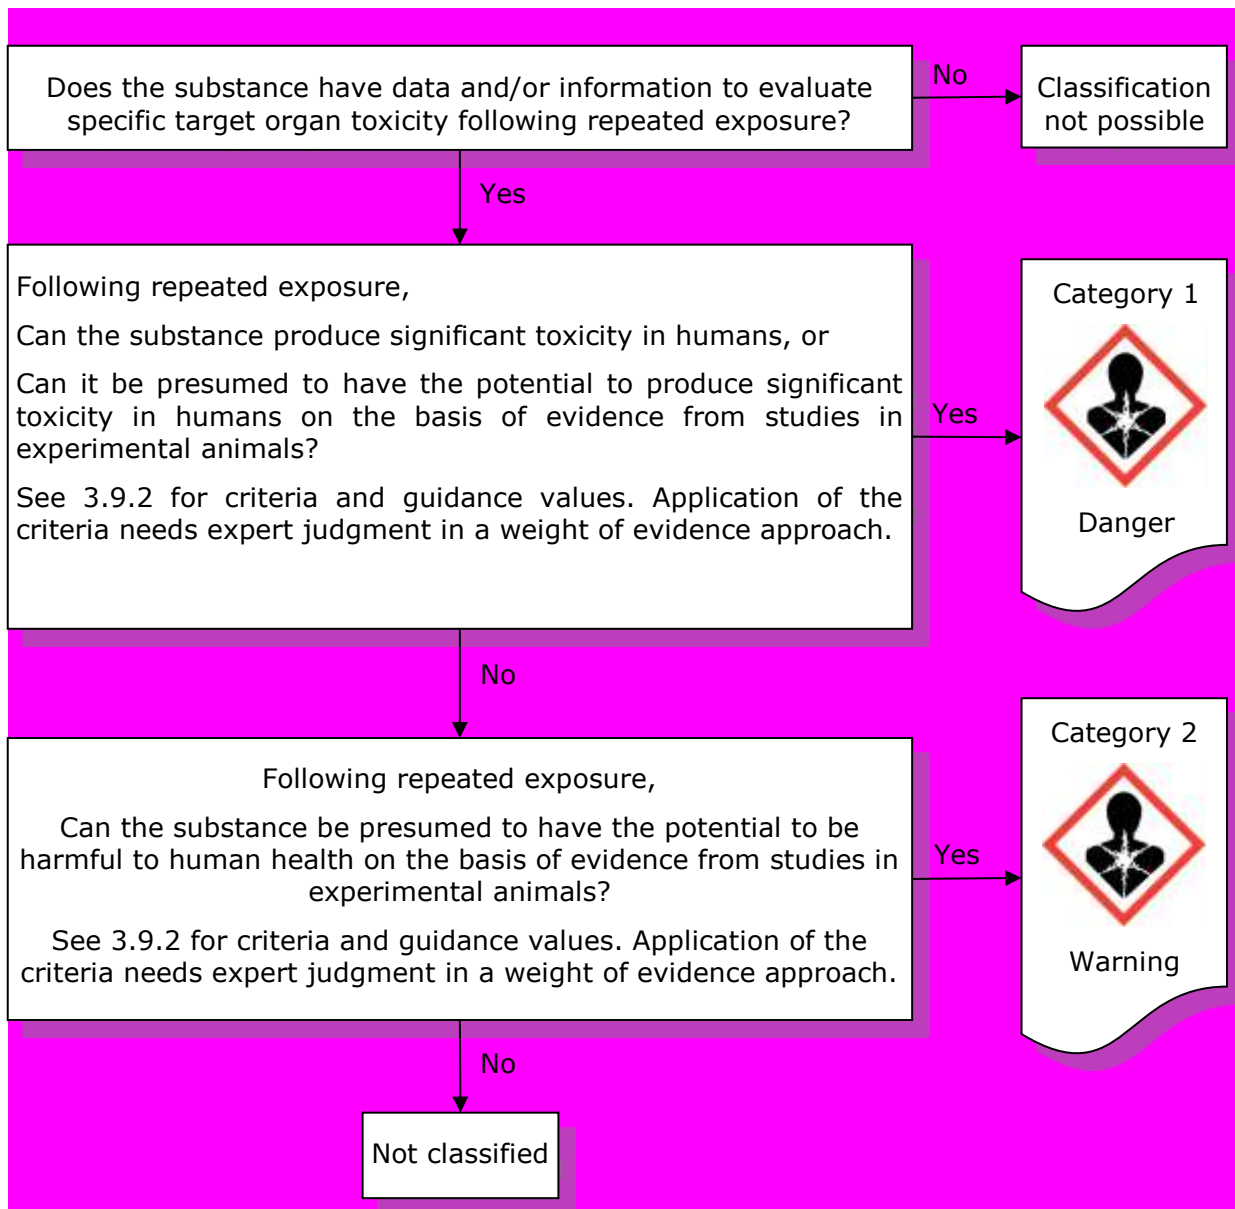 Does the substance have data and/or information to evaluate
specific target organ toxicity following repeated exposure?
No
Classification
not possible
Yes
Following repeated exposure,
Can the substance produce significant toxicity in humans, or
Can it be presumed to have the potential to produce significant
toxicity in humans on the basis of evidence from studies in
experimental animals?
See 3.9.2 for criteria and guidance values. Application of the
criteria needs expert judgment in a weight of evidence approach.
Yes
Category 1
Danger
No
Following repeated exposure,
Can the substance be presumed to have the potential to be
harmful to human health on the basis of evidence from studies in
experimental animals?
See 3.9.2 for criteria and guidance values. Application of the
criteria needs expert judgment in a weight of evidence approach.
Yes
Category 2
Warning
No
Not classified